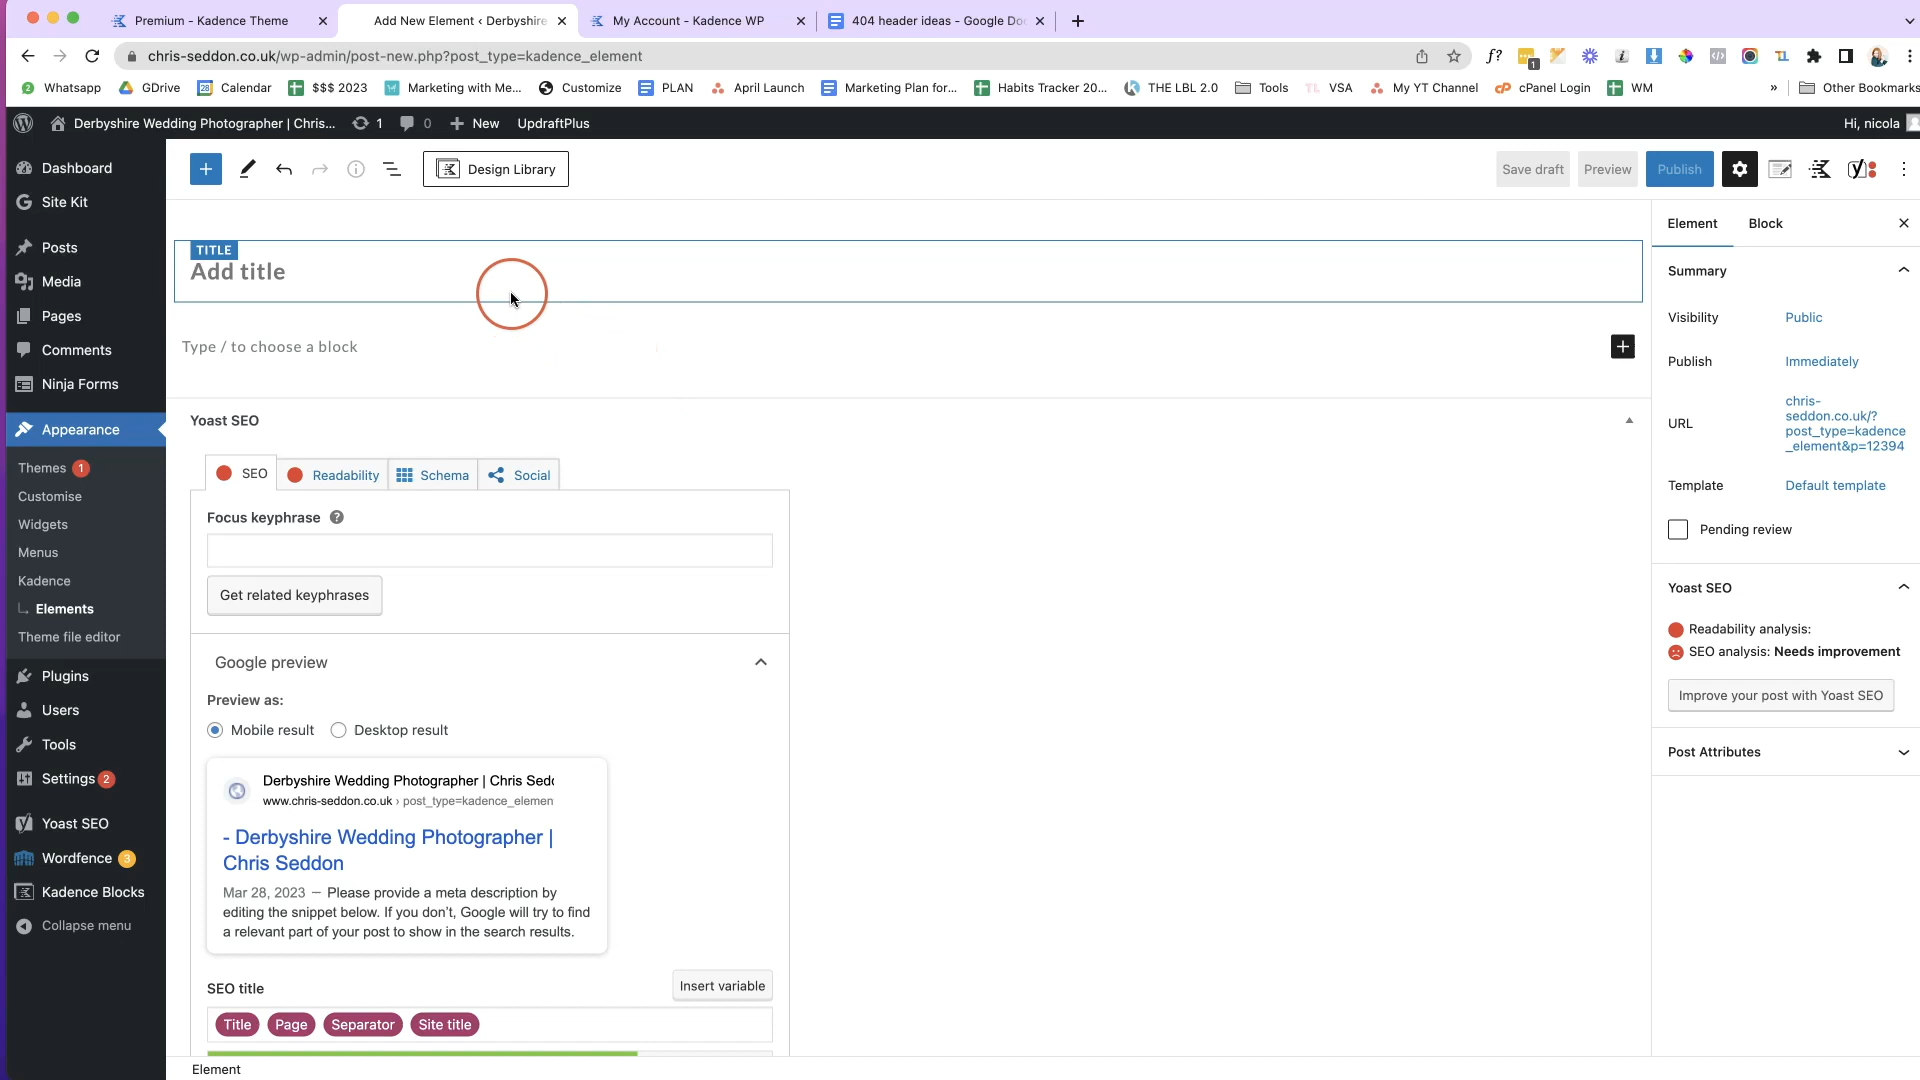 Premium - Kadence Theme
Add New Element ‹ Derbyshire
My Account - Kadence WP
404 header ideas - Google Do
chris-seddon.co.uk/wp-admin/post-new.php?post_type=kadence_element
f?
1
2 Whatsapp
GDrive
28 Calendar
$$$ 2023
Marketing with Me...
Customize
PLAN
April Launch
Marketing Plan for...
Habits Tracker 20...
THE LBL 2.0
Tools
TL VSA
My YT Channel
cP cPanel Login
WM
»
Other Bookmarks
Derbyshire Wedding Photographer | Chris...
1
0
New
UpdraftPlus
Hi, nicola
Dashboard
Site Kit
Posts
Media
Pages
Comments
Ninja Forms
Appearance
Themes 1
Customise
Widgets
Menus
Kadence
Elements
Theme file editor
Plugins
Users
Tools
Settings 2
Yoast SEO
Wordfence 3
Kadence Blocks
Collapse menu
Design Library
Save draft
Preview
Publish
TITLE
Add title
Type / to choose a block
Yoast SEO
SEO
Readability
Schema
Social
Focus keyphrase ?
Get related keyphrases
Google preview
Preview as:
Mobile result
Desktop result
Derbyshire Wedding Photographer | Chris Sedd
www.chris-seddon.co.uk › post_type=kadence_elemen
- Derbyshire Wedding Photographer |
Chris Seddon
Mar 28, 2023 – Please provide a meta description by
editing the snippet below. If you don't, Google will try to find
a relevant part of your post to show in the search results.
SEO title
Insert variable
Title
Page
Separator
Site title
Element
Element
Block
Summary
Visibility
Public
Publish
Immediately
URL
chris-
seddon.co.uk/?
post_type=kadence
_element&p=12394
Template
Default template
Pending review
Yoast SEO
Readability analysis:
SEO analysis: Needs improvement
Improve your post with Yoast SEO
Post Attributes